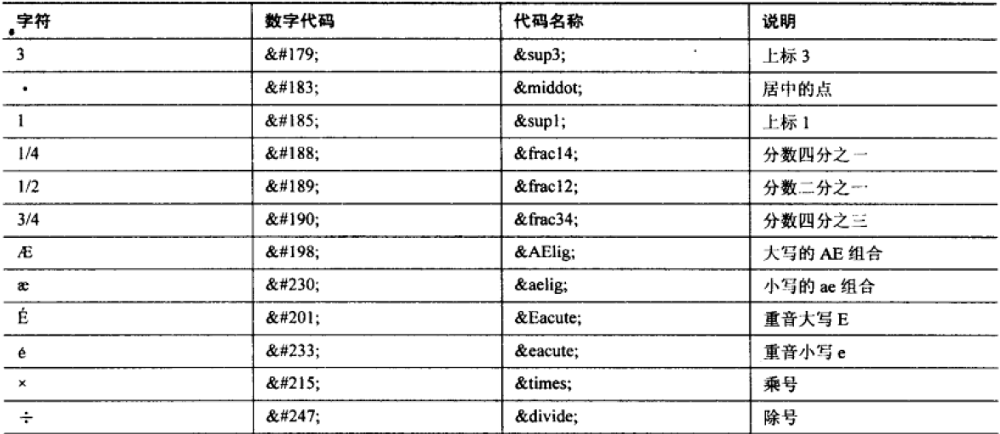 字符 数字代码 代码名称 说明
3 &#179; &sup3; 上标 3
· &#183; &middot; 居中的点
1 &#185; &sup1; 上标 1
1/4 &#188; &frac14; 分数四分之一
1/2 &#189; &frac12; 分数二分之一
3/4 &#190; &frac34; 分数四分之三
Æ &#198; &AElig; 大写的 AE 组合
æ &#230; &aelig; 小写的 ae 组合
É &#201; &Eacute; 重音大写 E
é &#233; &eacute; 重音小写 e
× &#215; &times; 乘号
÷ &#247; &divide; 除号